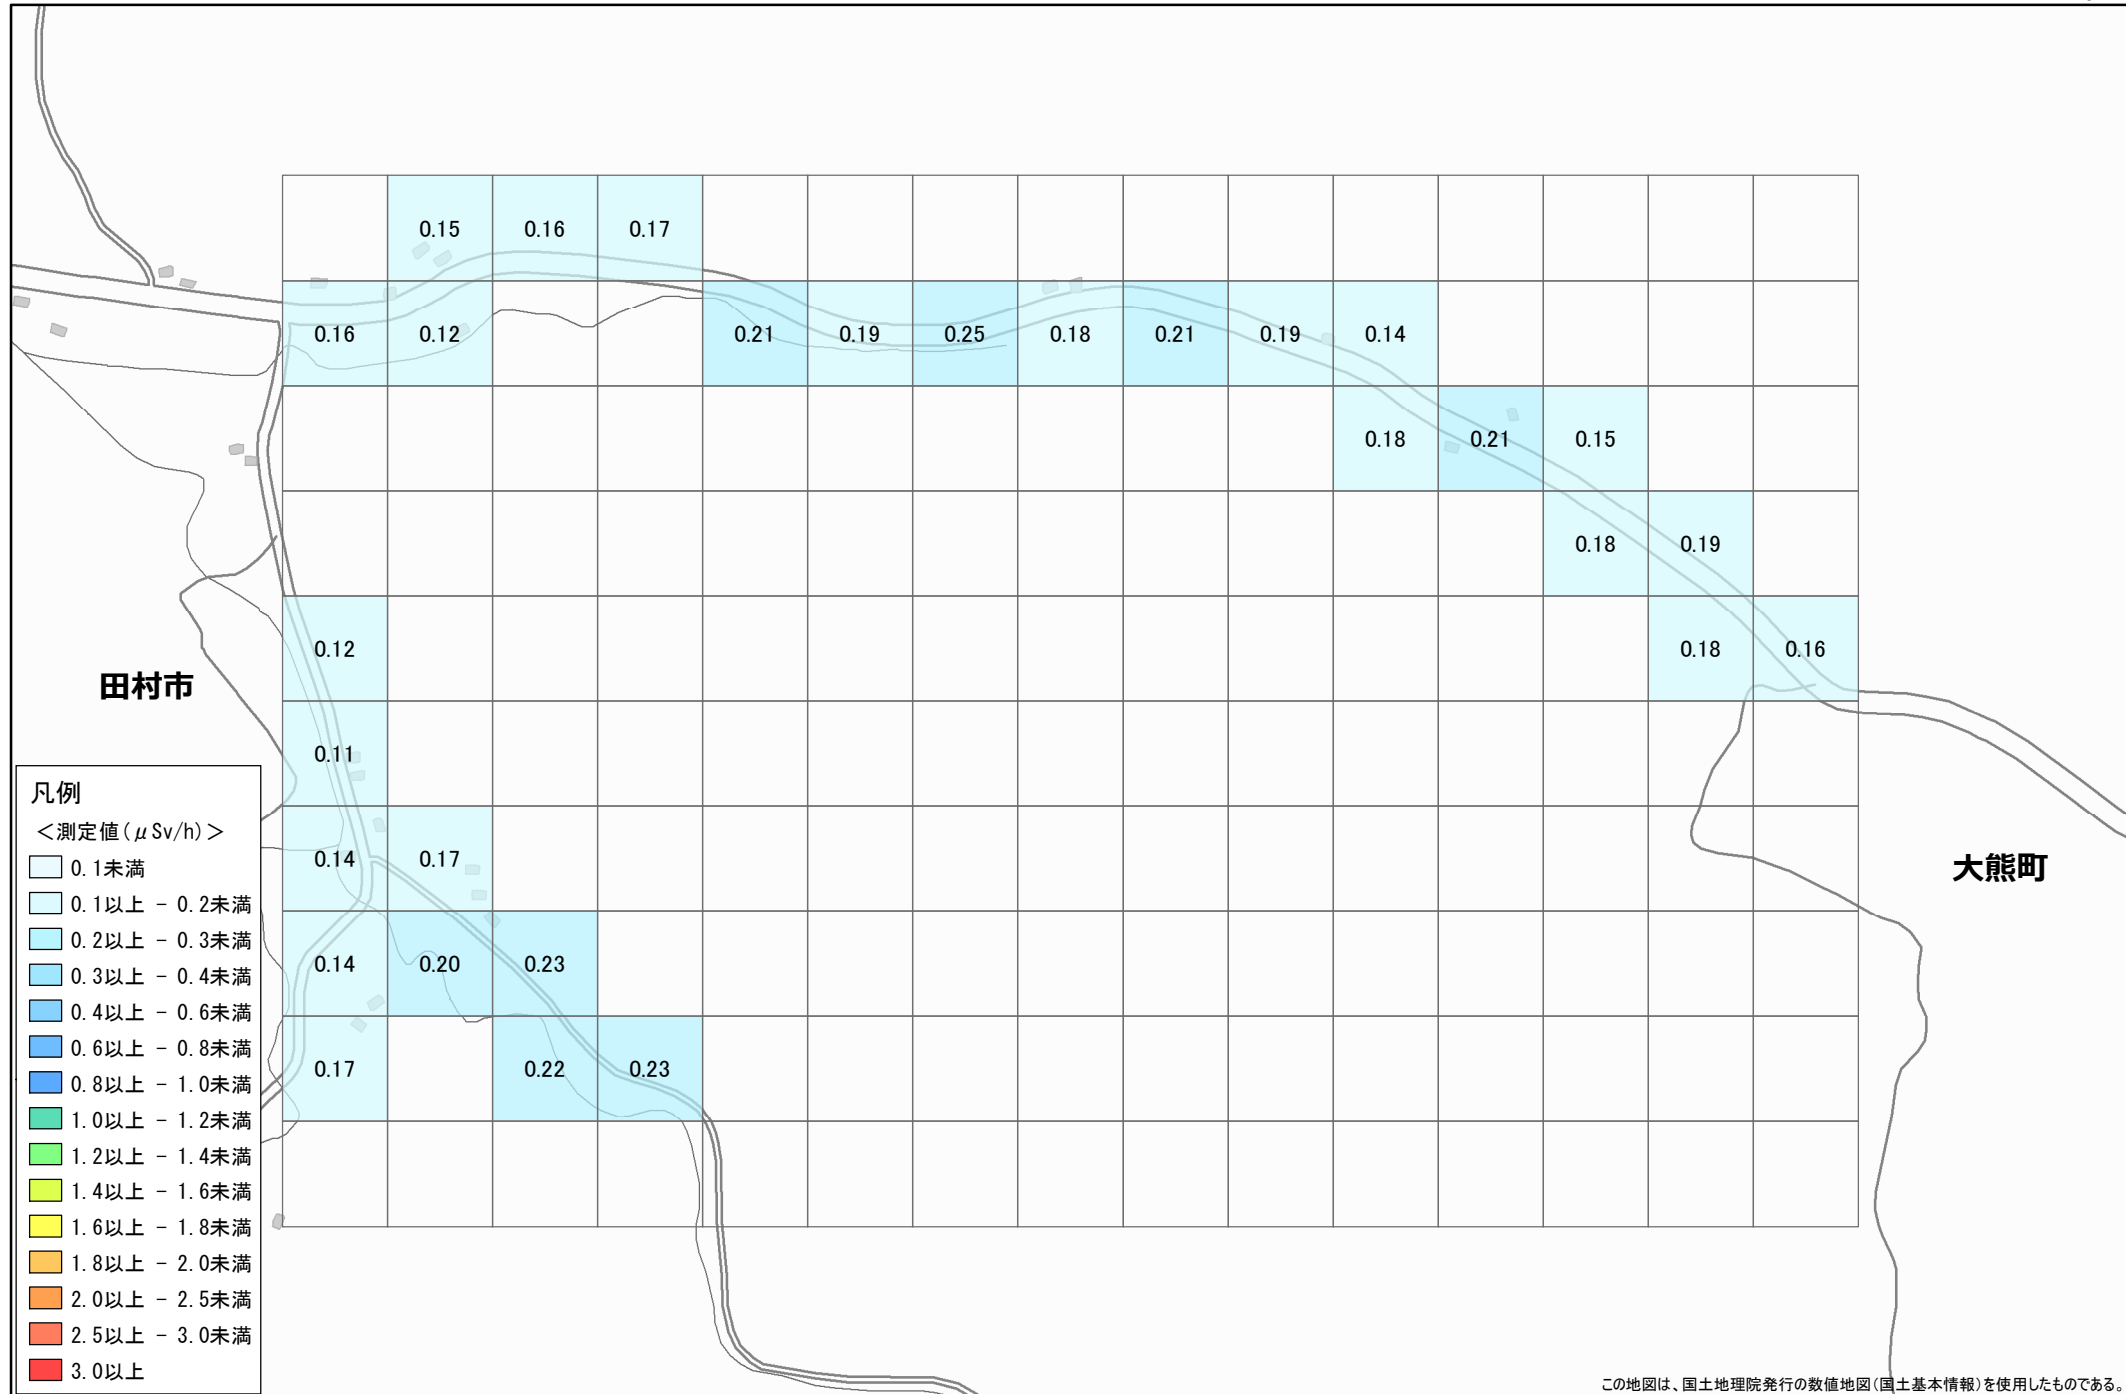 0.15 0.16 0.17
0.16 0.12 0.21 0.19 0.25 0.18 0.21 0.19 0.14
0.18 0.21 0.15
0.18 0.19
0.12 0.18 0.16
田村市
0.11
0.14 0.17
大熊町
0.14 0.20 0.23
0.17 0.22 0.23
凡例
＜測定値(μSv/h)＞
0.1未満
0.1以上 － 0.2未満
0.2以上 － 0.3未満
0.3以上 － 0.4未満
0.4以上 － 0.6未満
0.6以上 － 0.8未満
0.8以上 － 1.0未満
1.0以上 － 1.2未満
1.2以上 － 1.4未満
1.4以上 － 1.6未満
1.6以上 － 1.8未満
1.8以上 － 2.0未満
2.0以上 － 2.5未満
2.5以上 － 3.0未満
3.0以上
この地図は、国土地理院発行の数値地図(国土基本情報)を使用したものである。